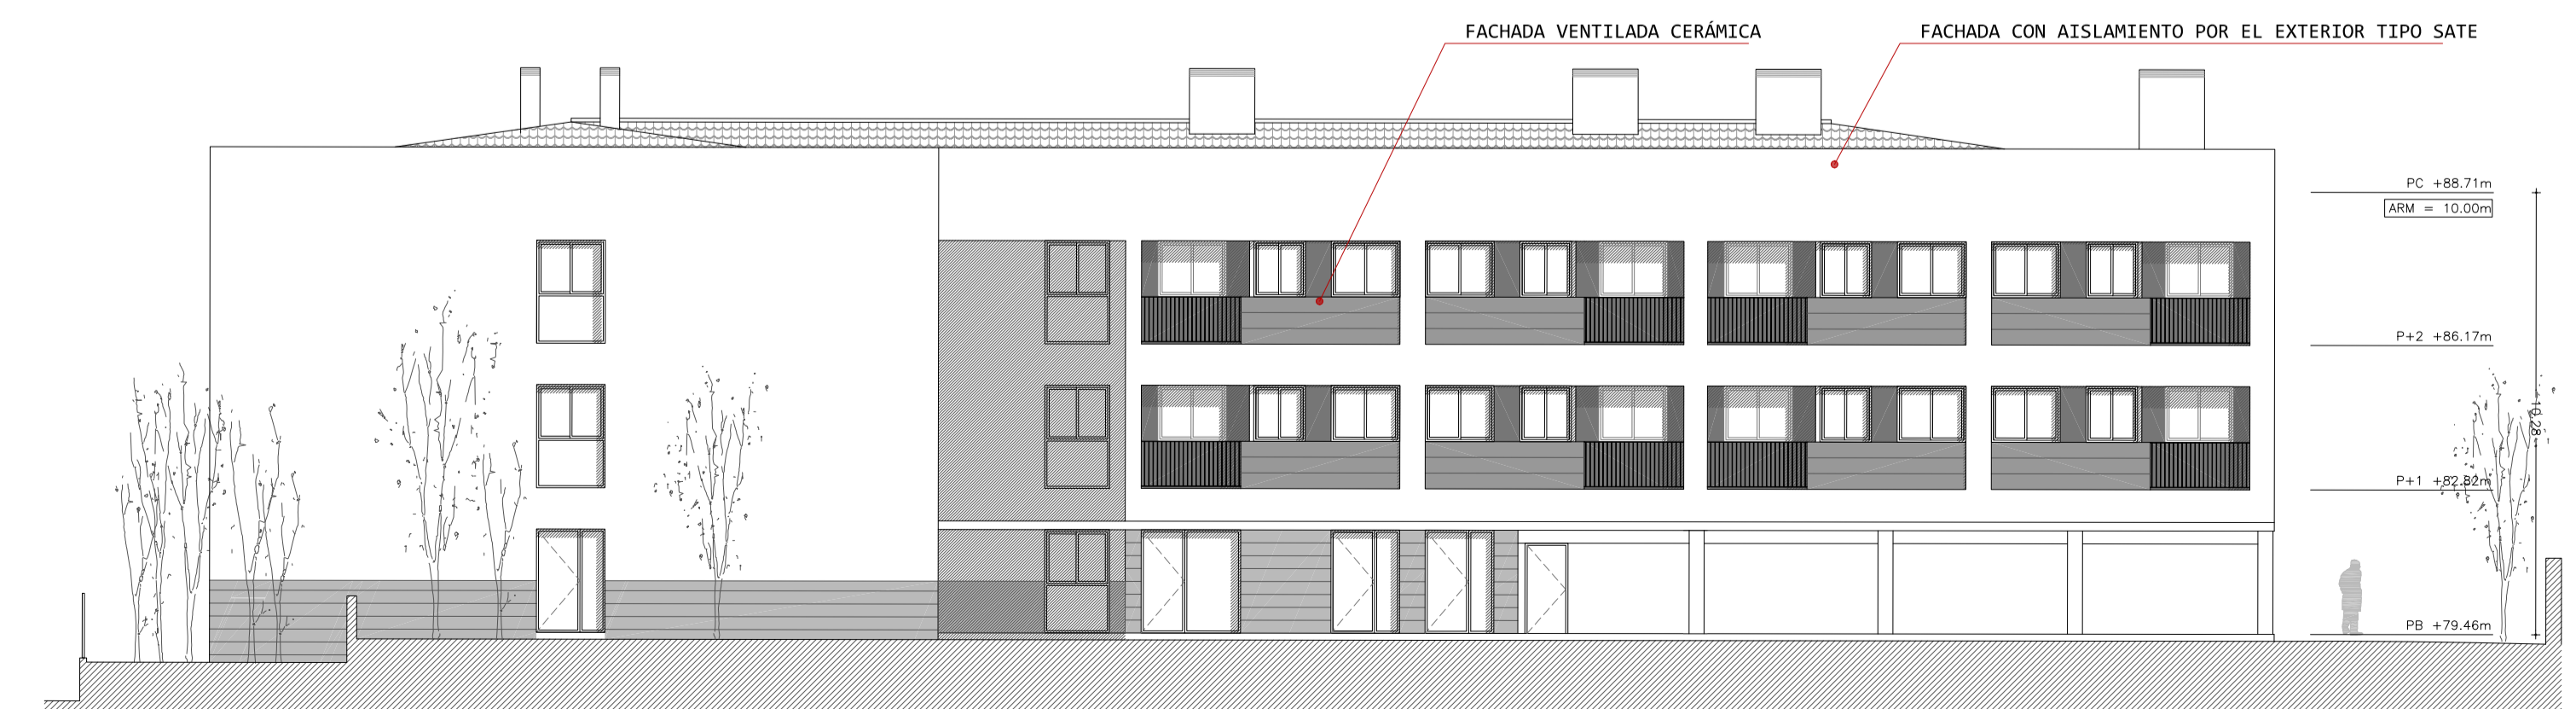 FACHADA VENTILADA CERÁMICA
FACHADA CON AISLAMIENTO POR EL EXTERIOR TIPO SATE
PC +88.71m
ARM = 10.00m
P+2 +86.17m
10.28
P+1 +82.82m
PB +79.46m